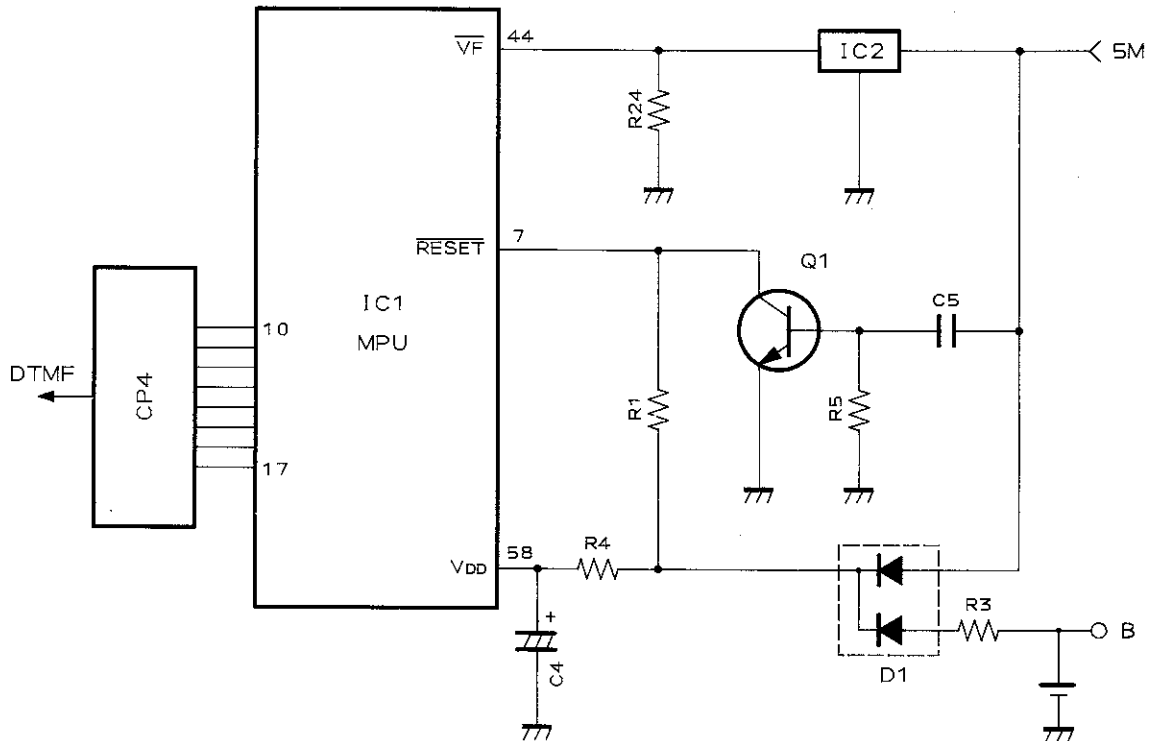 VF
44
IC2
5M
R24
RESET
7
Q1
IC1
MPU
C5
10
DTMF
CP4
R1
R5
17
VDD
58
R4
R3
B
D1
+
C4